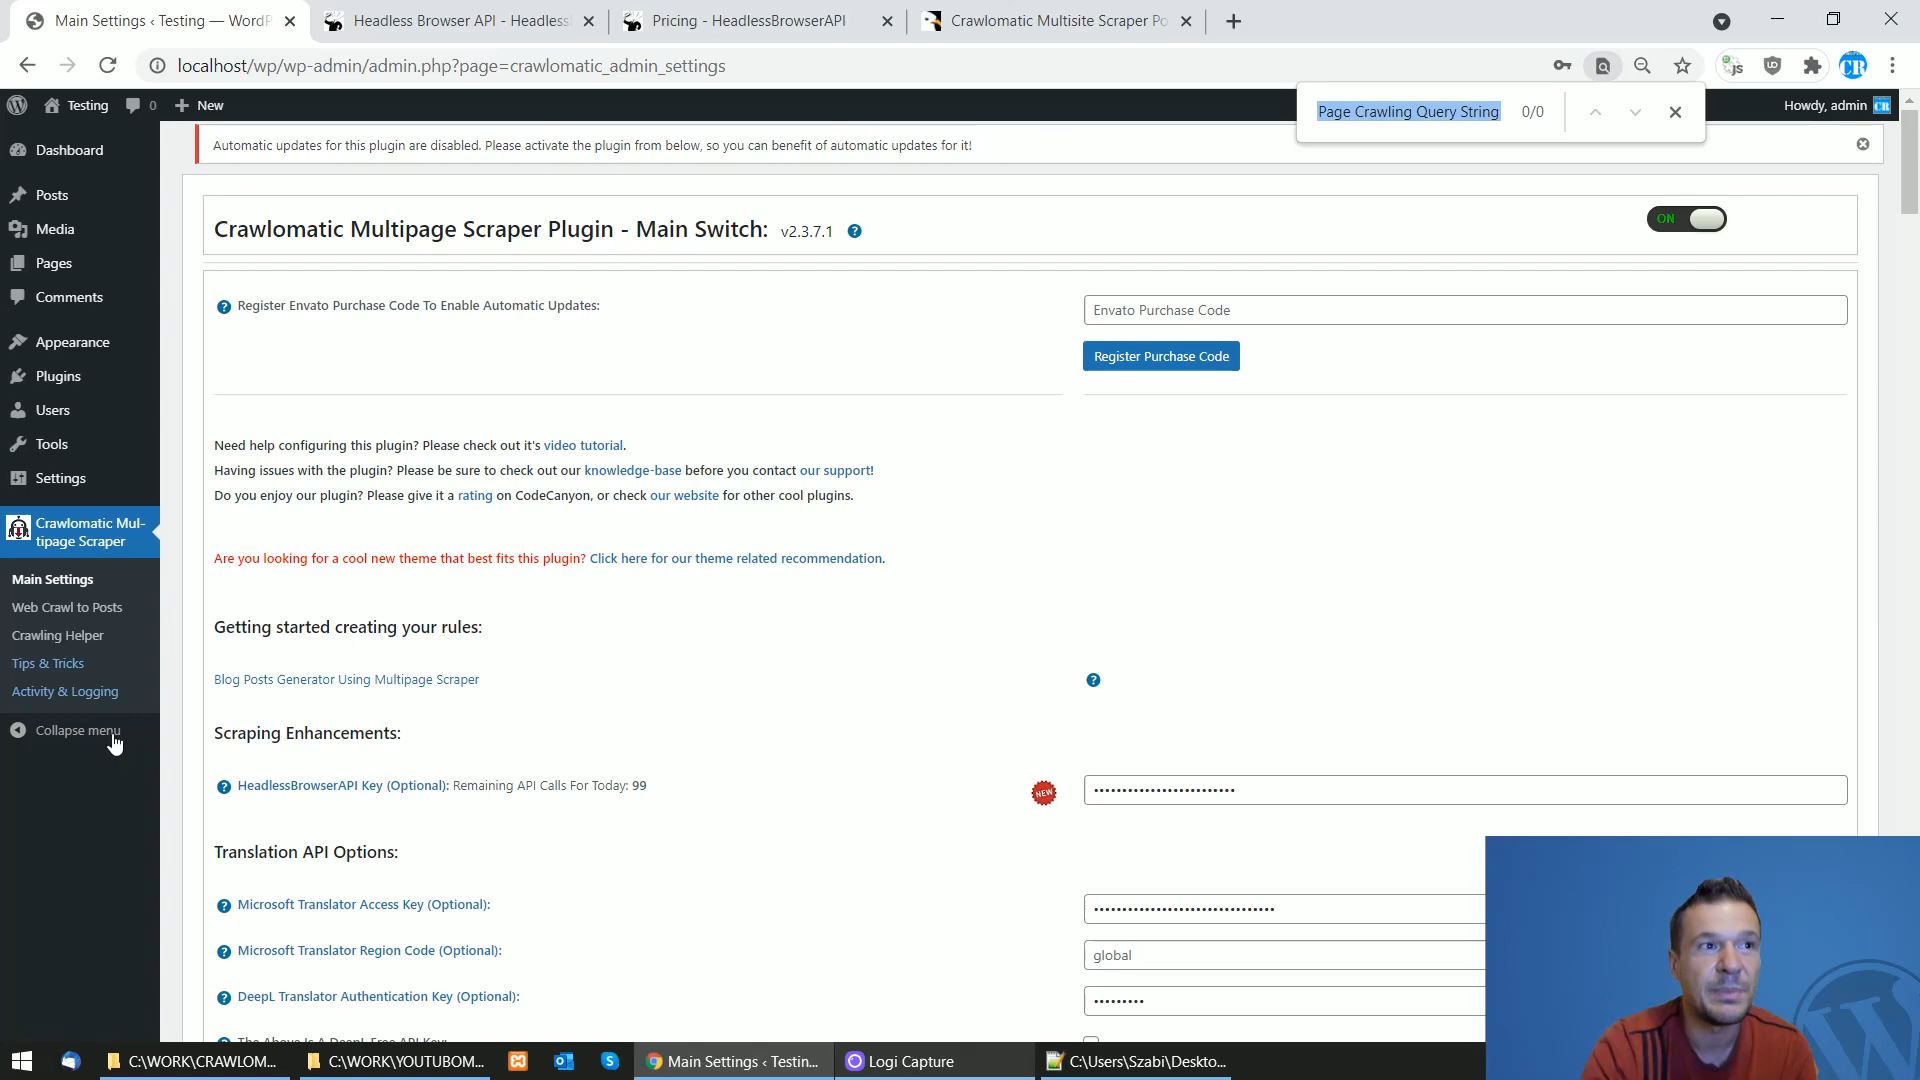 Main Settings ‹ Testing — WordP
Headless Browser API - Headless
Pricing - HeadlessBrowserAPI
Crawlomatic Multisite Scraper Po
localhost/wp/wp-admin/admin.php?page=crawlomatic_admin_settings
Page Crawling Query String 0/0
Testing
0
New
Howdy, admin
Automatic updates for this plugin are disabled. Please activate the plugin from below, so you can benefit of automatic updates for it!
Dashboard
Posts
Media
Pages
Comments
Appearance
Plugins
Users
Tools
Settings
Crawlomatic Mul-
tipage Scraper
Main Settings
Web Crawl to Posts
Crawling Helper
Tips & Tricks
Activity & Logging
Collapse menu
Crawlomatic Multipage Scraper Plugin - Main Switch: v2.3.7.1
ON
Register Envato Purchase Code To Enable Automatic Updates:
Envato Purchase Code
Register Purchase Code
Need help configuring this plugin? Please check out it's video tutorial.
Having issues with the plugin? Please be sure to check out our knowledge-base before you contact our support!
Do you enjoy our plugin? Please give it a rating on CodeCanyon, or check our website for other cool plugins.
Are you looking for a cool new theme that best fits this plugin? Click here for our theme related recommendation.
Getting started creating your rules:
Blog Posts Generator Using Multipage Scraper
Scraping Enhancements:
HeadlessBrowserAPI Key (Optional): Remaining API Calls For Today: 99
NEW
Translation API Options:
Microsoft Translator Access Key (Optional):
Microsoft Translator Region Code (Optional):
global
DeepL Translator Authentication Key (Optional):
The Above Is A DeepL Free API Key:
C:\WORK\CRAWLOM...
C:\WORK\YOUTUBOM...
Main Settings ‹ Testin...
Logi Capture
C:\Users\Szabi\Deskto...